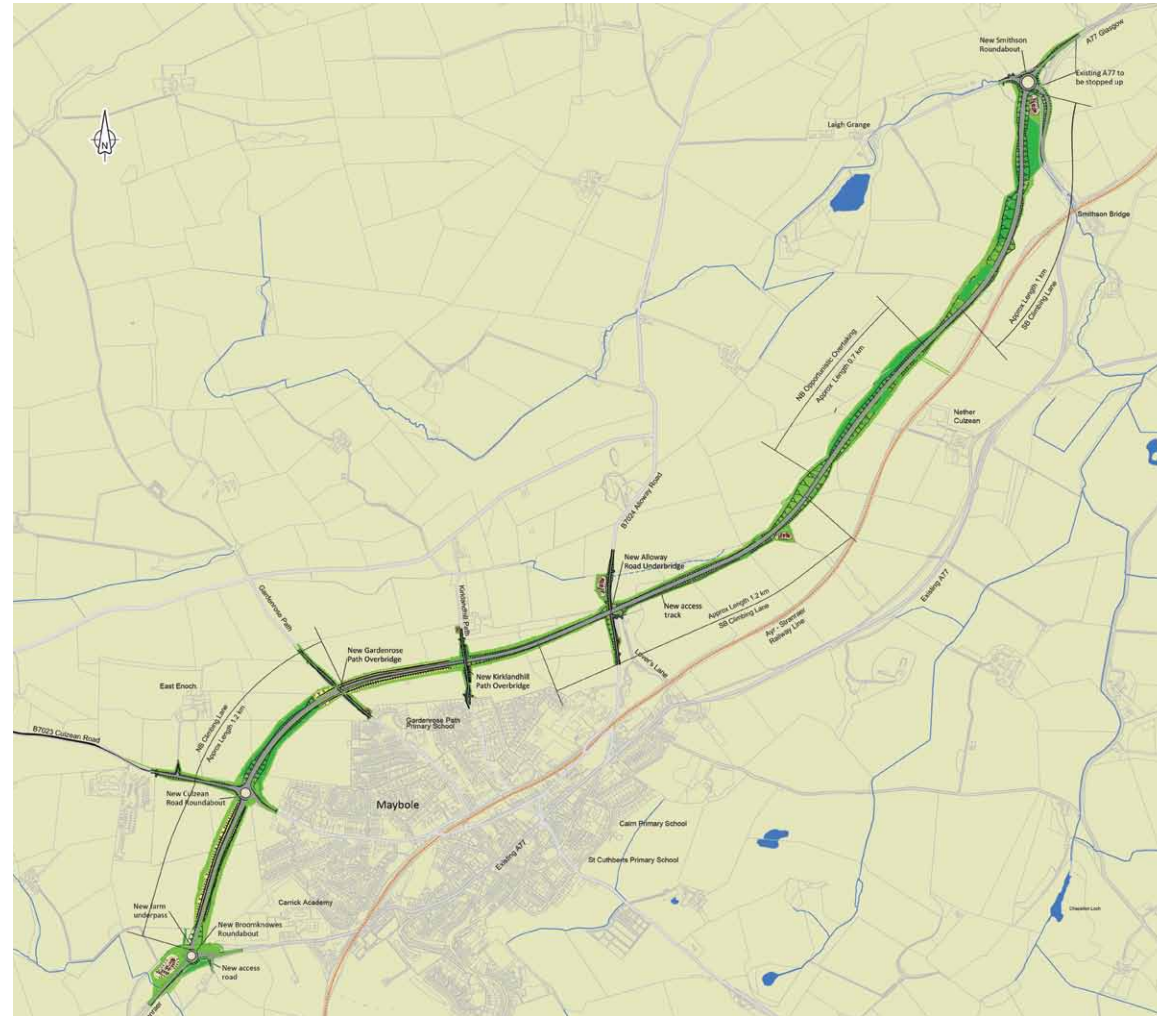 A77 Glasgow
New Smithson
Roundabout
Existing A77 to
be stopped up
N
Laigh Grange
Smithson Bridge
Approx Length 1 km
SB Climbing Lane
NB Opportunistic Overtaking
Approx Length 0.7 km
Nether
Culzean
B7024 Alloway Road
New Alloway
Road Underbridge
Existing A77
Gardenrose Path
Kirklandhill Path
New access
track
Approx Length 1.2 km
SB Climbing Lane
Ayr - Stranraer
Railway Line
New Gardenrose
Path Overbridge
Lover's Lane
New Kirklandhill
Path Overbridge
East Enoch
NB Climbing Lane
Approx Length 1.2 km
Gardenrose Path
Primary School
B7023 Culzean Road
New Culzean
Road Roundabout
Maybole
Cairn Primary School
St Cuthberts Primary School
Existing A77
Carrick Academy
New farm
underpass
New Broomknowes
Roundabout
New access
road